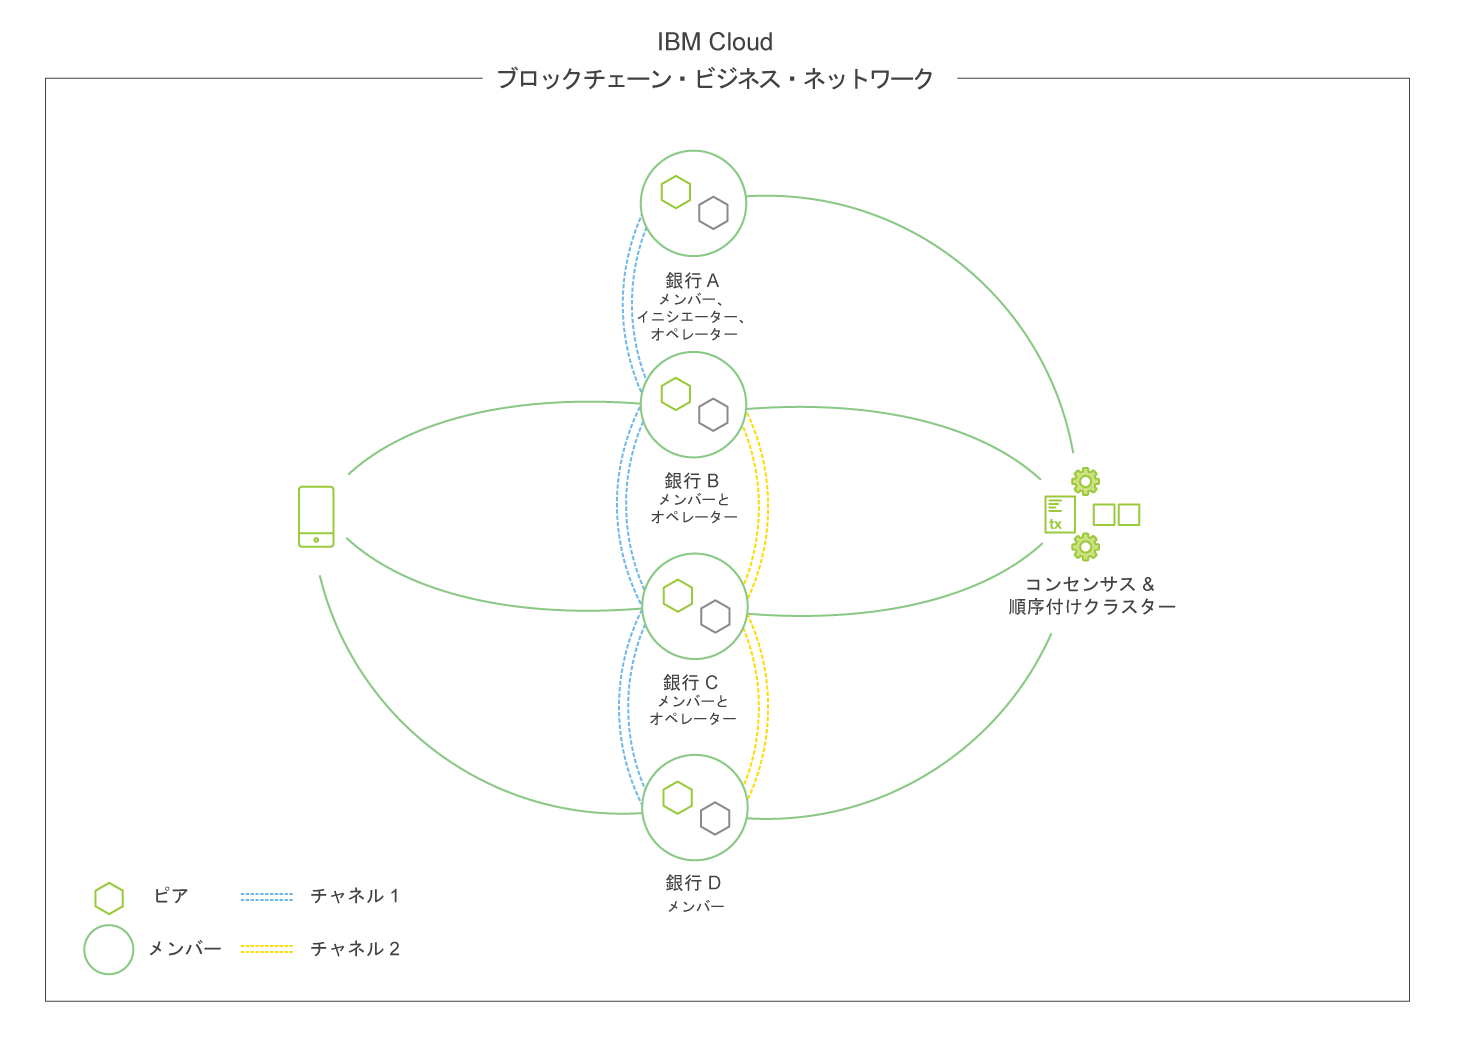 IBM Cloud
ブロックチェーン・ビジネス・ネットワーク
銀行 A
メンバー、
イニシエーター、
オペレーター
銀行 B
メンバーと
オペレーター
tx
コンセンサス &
順序付けクラスター
銀行 C
メンバーと
オペレーター
銀行 D
メンバー
ピア
チャネル 1
メンバー
チャネル 2